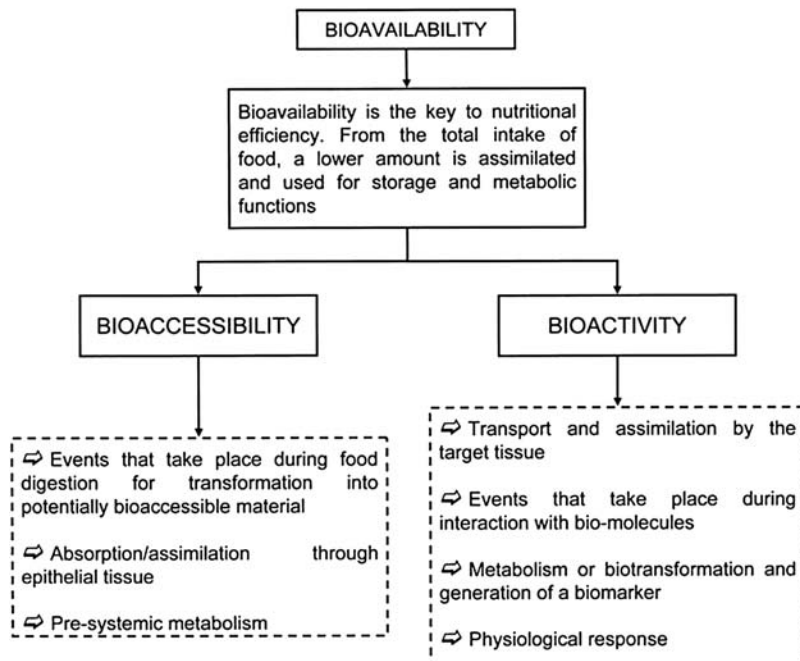 BIOAVAILABILITY
Bioavailability is the key to nutritional
efficiency. From the total intake of
food, a lower amount is assimilated
and used for storage and metabolic
functions
BIOACCESSIBILITY
BIOACTIVITY
⇨ Events that take place during food
digestion for transformation into
potentially bioaccessible material
⇨ Absorption/assimilation through
epithelial tissue
⇨ Pre-systemic metabolism
⇨ Transport and assimilation by the
target tissue
⇨ Events that take place during
interaction with bio-molecules
⇨ Metabolism or biotransformation and
generation of a biomarker
⇨ Physiological response